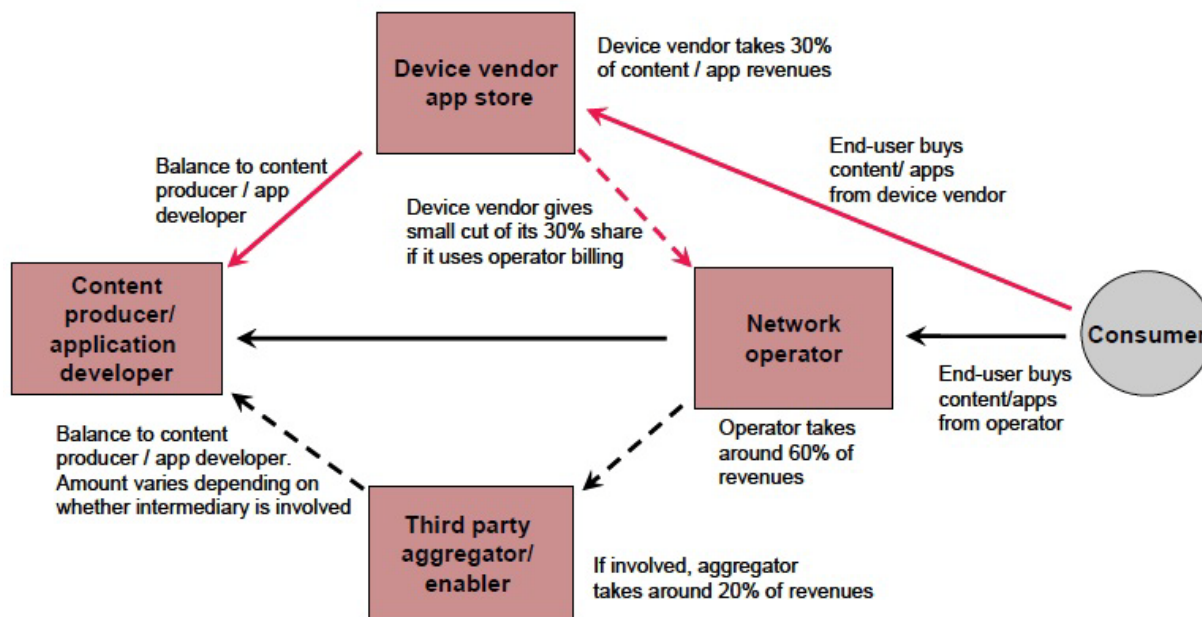 Device vendor
app store
Device vendor takes 30%
of content / app revenues
Balance to content
producer / app
developer
End-user buys
content/ apps
from device vendor
Device vendor gives
small cut of its 30% share
if it uses operator billing
Content
producer/
application
developer
Network
operator
Consumer
End-user buys
content/apps
from operator
Operator takes
around 60% of
revenues
Balance to content
producer / app developer.
Amount varies depending on
whether intermediary is involved
Third party
aggregator/
enabler
If involved, aggregator
takes around 20% of revenues